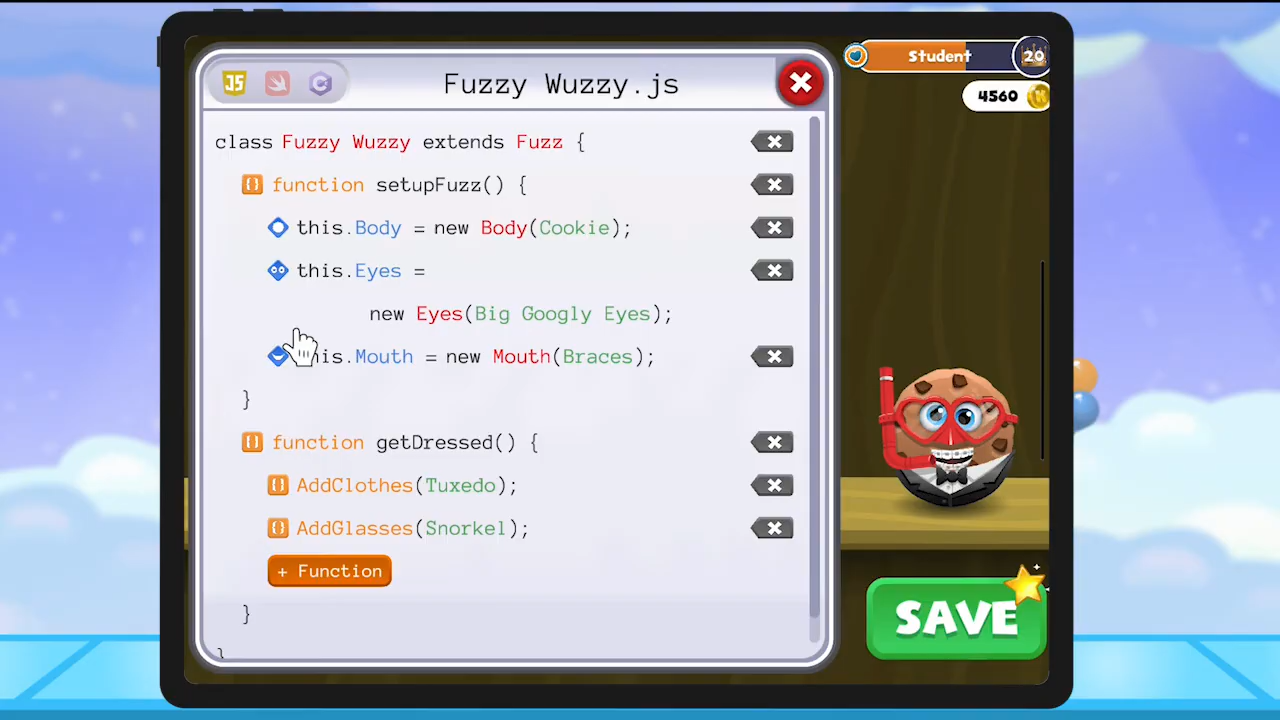 JS
Fuzzy Wuzzy.js
Student
20
4560
class Fuzzy Wuzzy extends Fuzz {
function setupFuzz() {
this.Body = new Body(Cookie);
this.Eyes =
new Eyes(Big Googly Eyes);
this.Mouth = new Mouth(Braces);
}
function getDressed() {
AddClothes(Tuxedo);
AddGlasses(Snorkel);
+ Function
}
}
SAVE